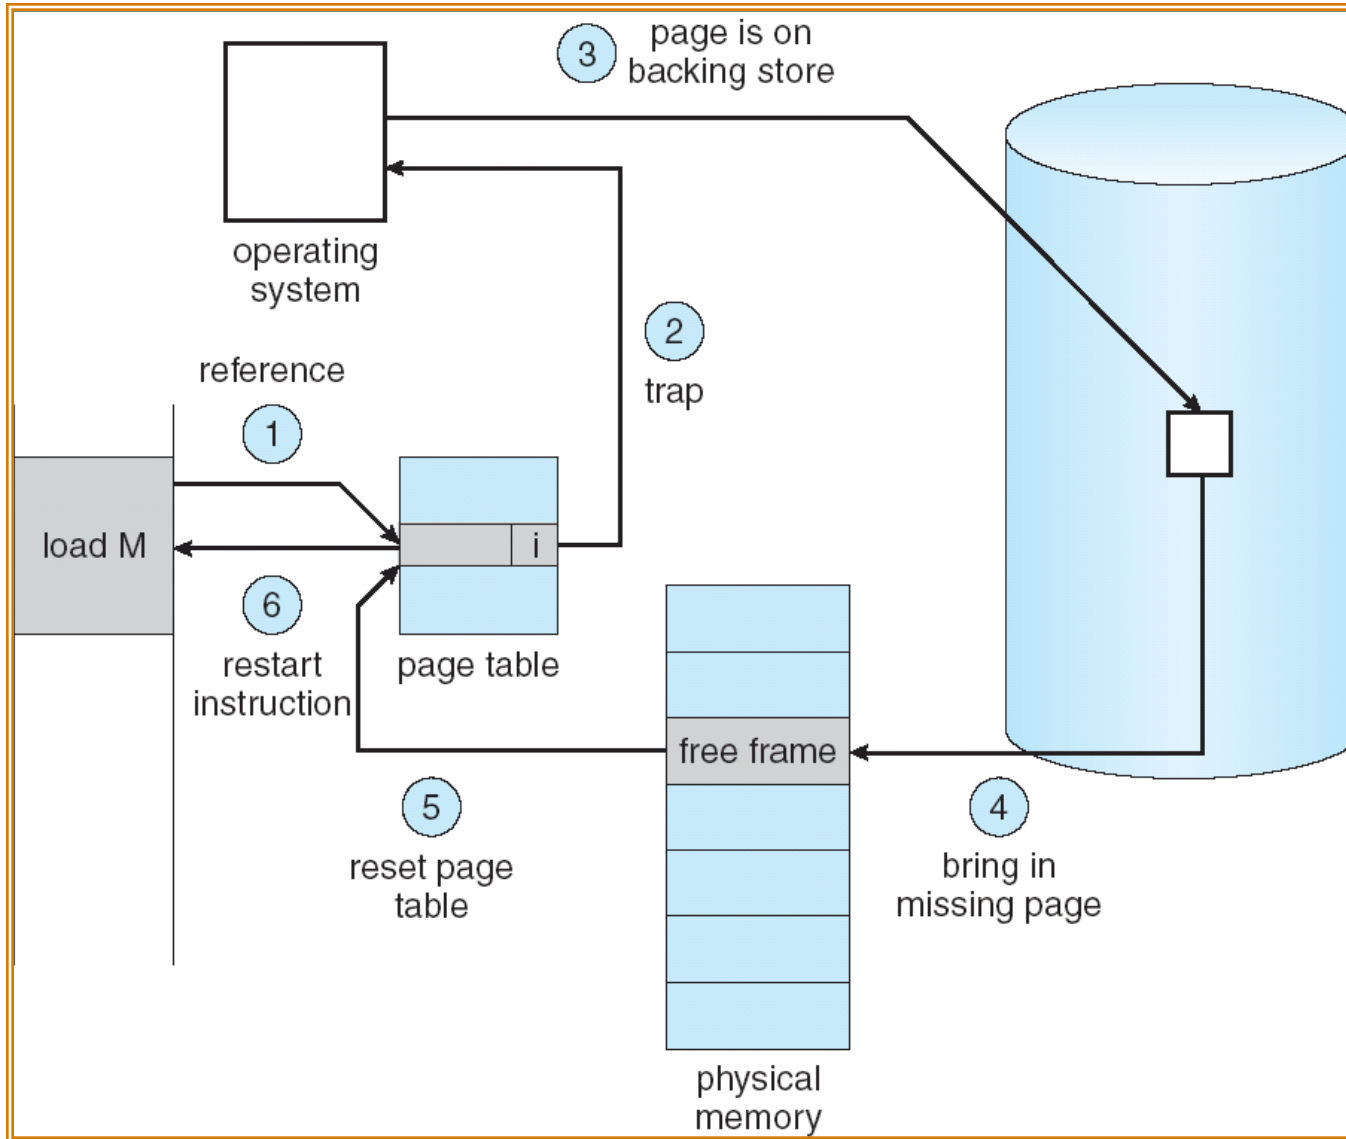 3
page is on
backing store
operating
system
2
trap
reference
1
load M
i
6
restart
instruction
page table
free frame
5
reset page
table
4
bring in
missing page
physical
memory